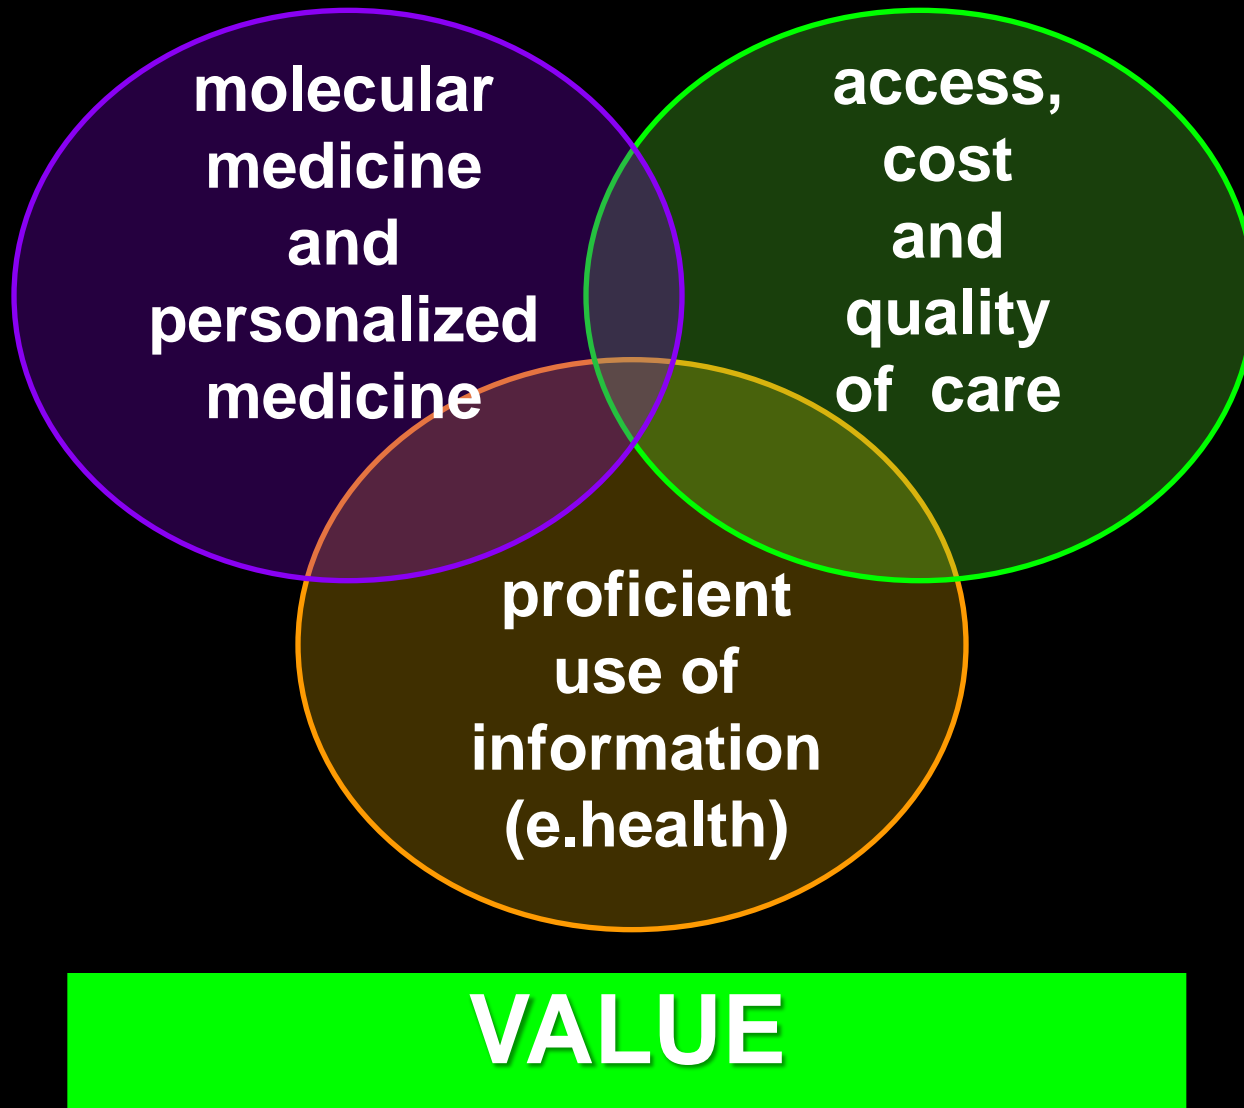 molecular
medicine
and
personalized
medicine
access,
cost
and
quality
of  care
proficient
use of
information
(e.health)
VALUE